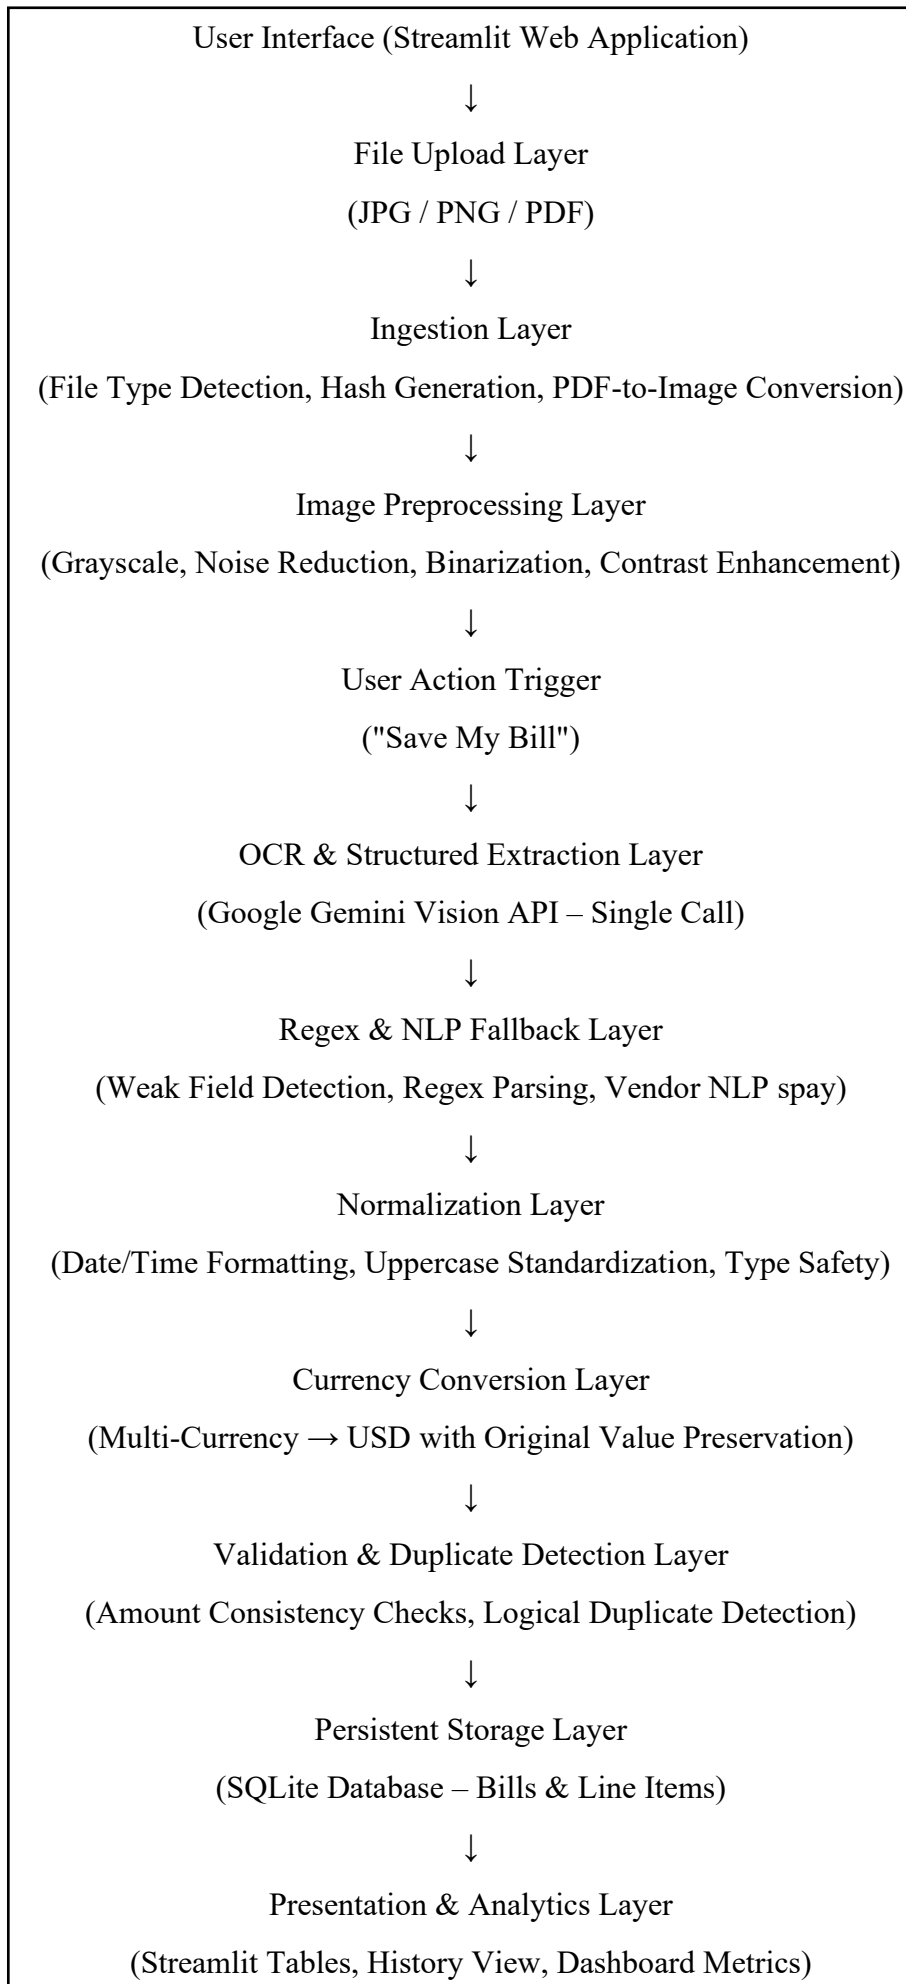 User Interface (Streamlit Web Application)
↓
File Upload Layer
(JPG / PNG / PDF)
↓
Ingestion Layer
(File Type Detection, Hash Generation, PDF-to-Image Conversion)
↓
Image Preprocessing Layer
(Grayscale, Noise Reduction, Binarization, Contrast Enhancement)
↓
User Action Trigger
("Save My Bill")
↓
OCR & Structured Extraction Layer
(Google Gemini Vision API – Single Call)
↓
Regex & NLP Fallback Layer
(Weak Field Detection, Regex Parsing, Vendor NLP spay)
↓
Normalization Layer
(Date/Time Formatting, Uppercase Standardization, Type Safety)
↓
Currency Conversion Layer
(Multi-Currency → USD with Original Value Preservation)
↓
Validation & Duplicate Detection Layer
(Amount Consistency Checks, Logical Duplicate Detection)
↓
Persistent Storage Layer
(SQLite Database – Bills & Line Items)
↓
Presentation & Analytics Layer
(Streamlit Tables, History View, Dashboard Metrics)